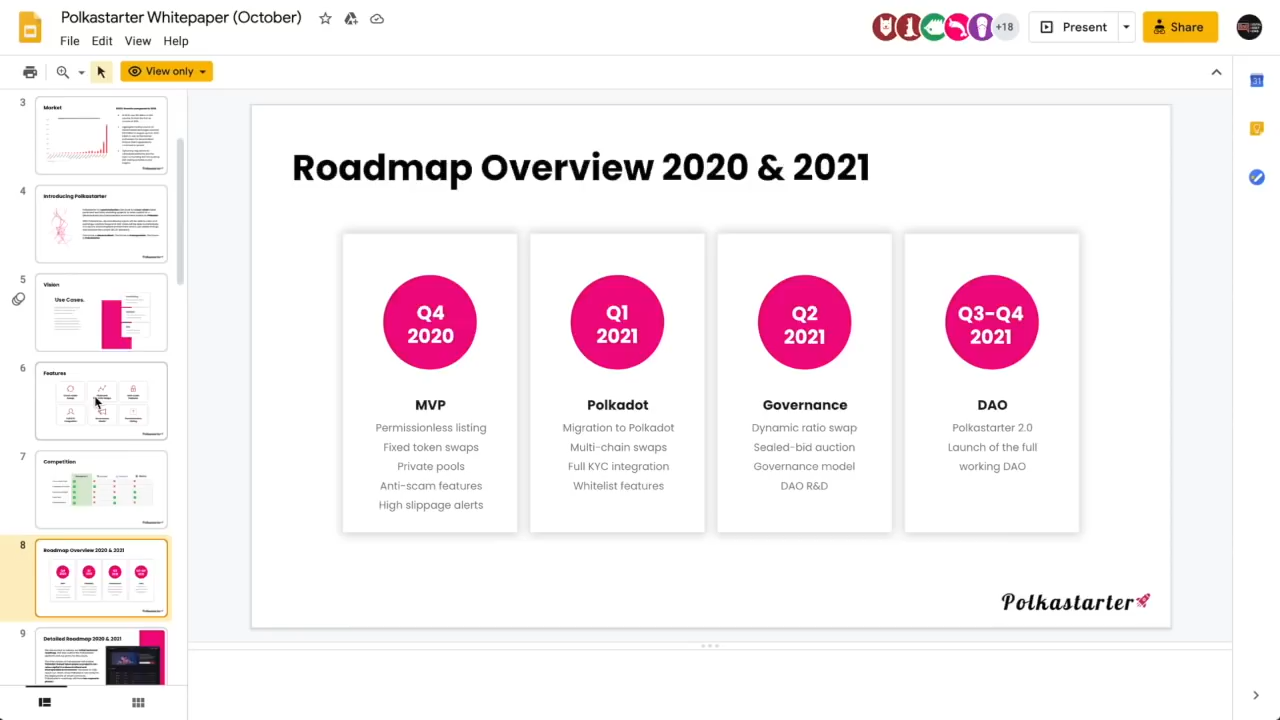 Polkastarter Whitepaper (October)
File Edit View Help
+18
Present
Share
View only
31
3
Market
4
Introducing Polkastarter
5
Vision
Use Cases.
6
Features
7
Competition
8
Roadmap Overview 2020 & 2021
9
Detailed Roadmap 2020 & 2021
Roadmap Overview 2020 & 2021
Q4
2020
MVP
Permissionless listing
Fixed token swaps
Private pools
Anti-scam features
High slippage alerts
Q1
2021
Polkadot
Migration to Polkadot
Multi-chain swaps
Full KYC integration
Whitelist features
Q2
2021
Governance
Dynamic ratio swaps
Sealed-bid auction
Governance model
DAO R&D
Q3-Q4
2021
DAO
Polkastarter 2.0
Launch of the full
working DAO
Polkastarter